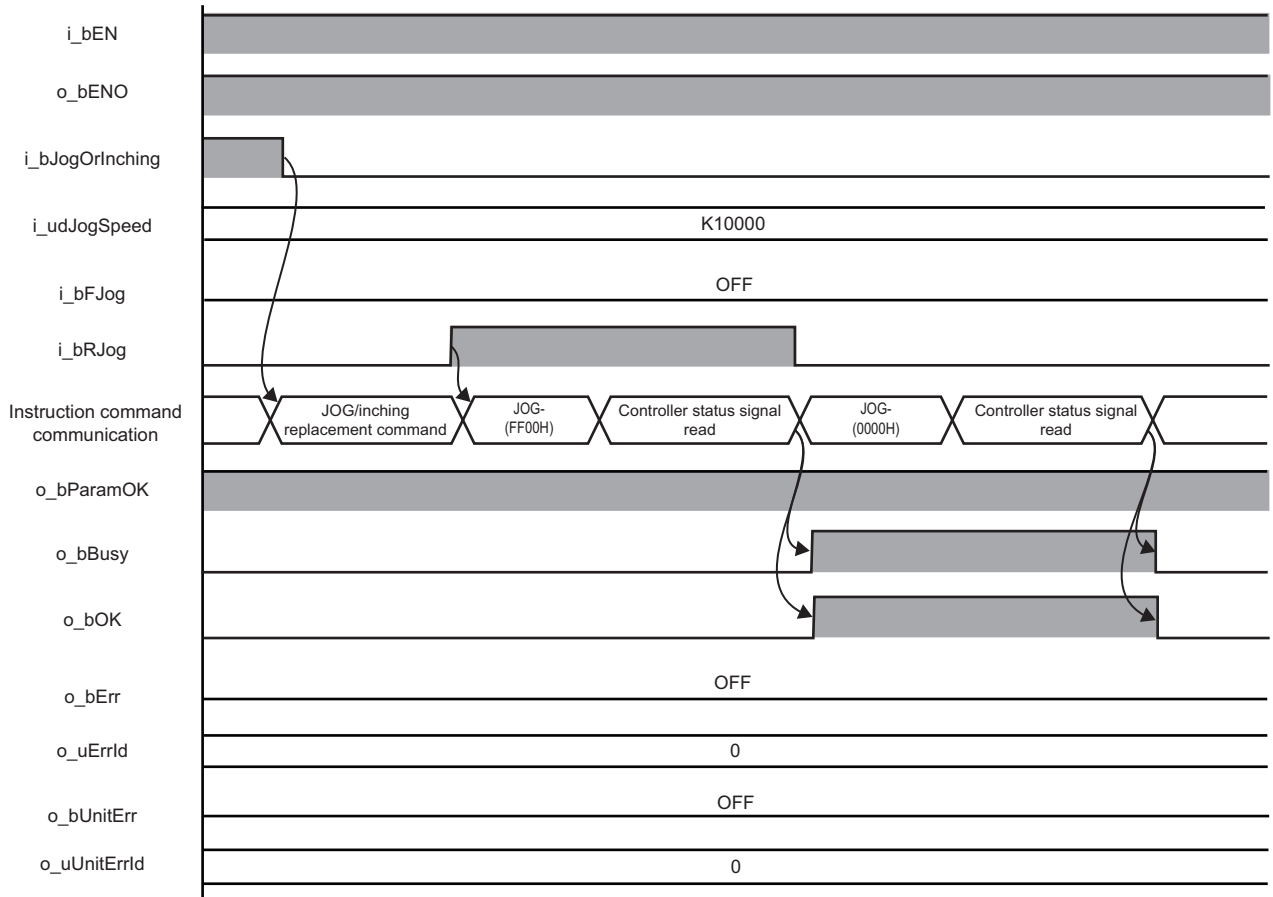 i_bEN
o_bENO
i_bJogOrInching
i_udJogSpeed
K10000
i_bFJog
OFF
i_bRJog
Instruction command
communication
JOG/inching
replacement command
JOG-
(FF00H)
Controller status signal
read
JOG-
(0000H)
Controller status signal
read
o_bParamOK
o_bBusy
o_bOK
o_bErr
OFF
o_uErrId
0
o_bUnitErr
OFF
o_uUnitErrId
0